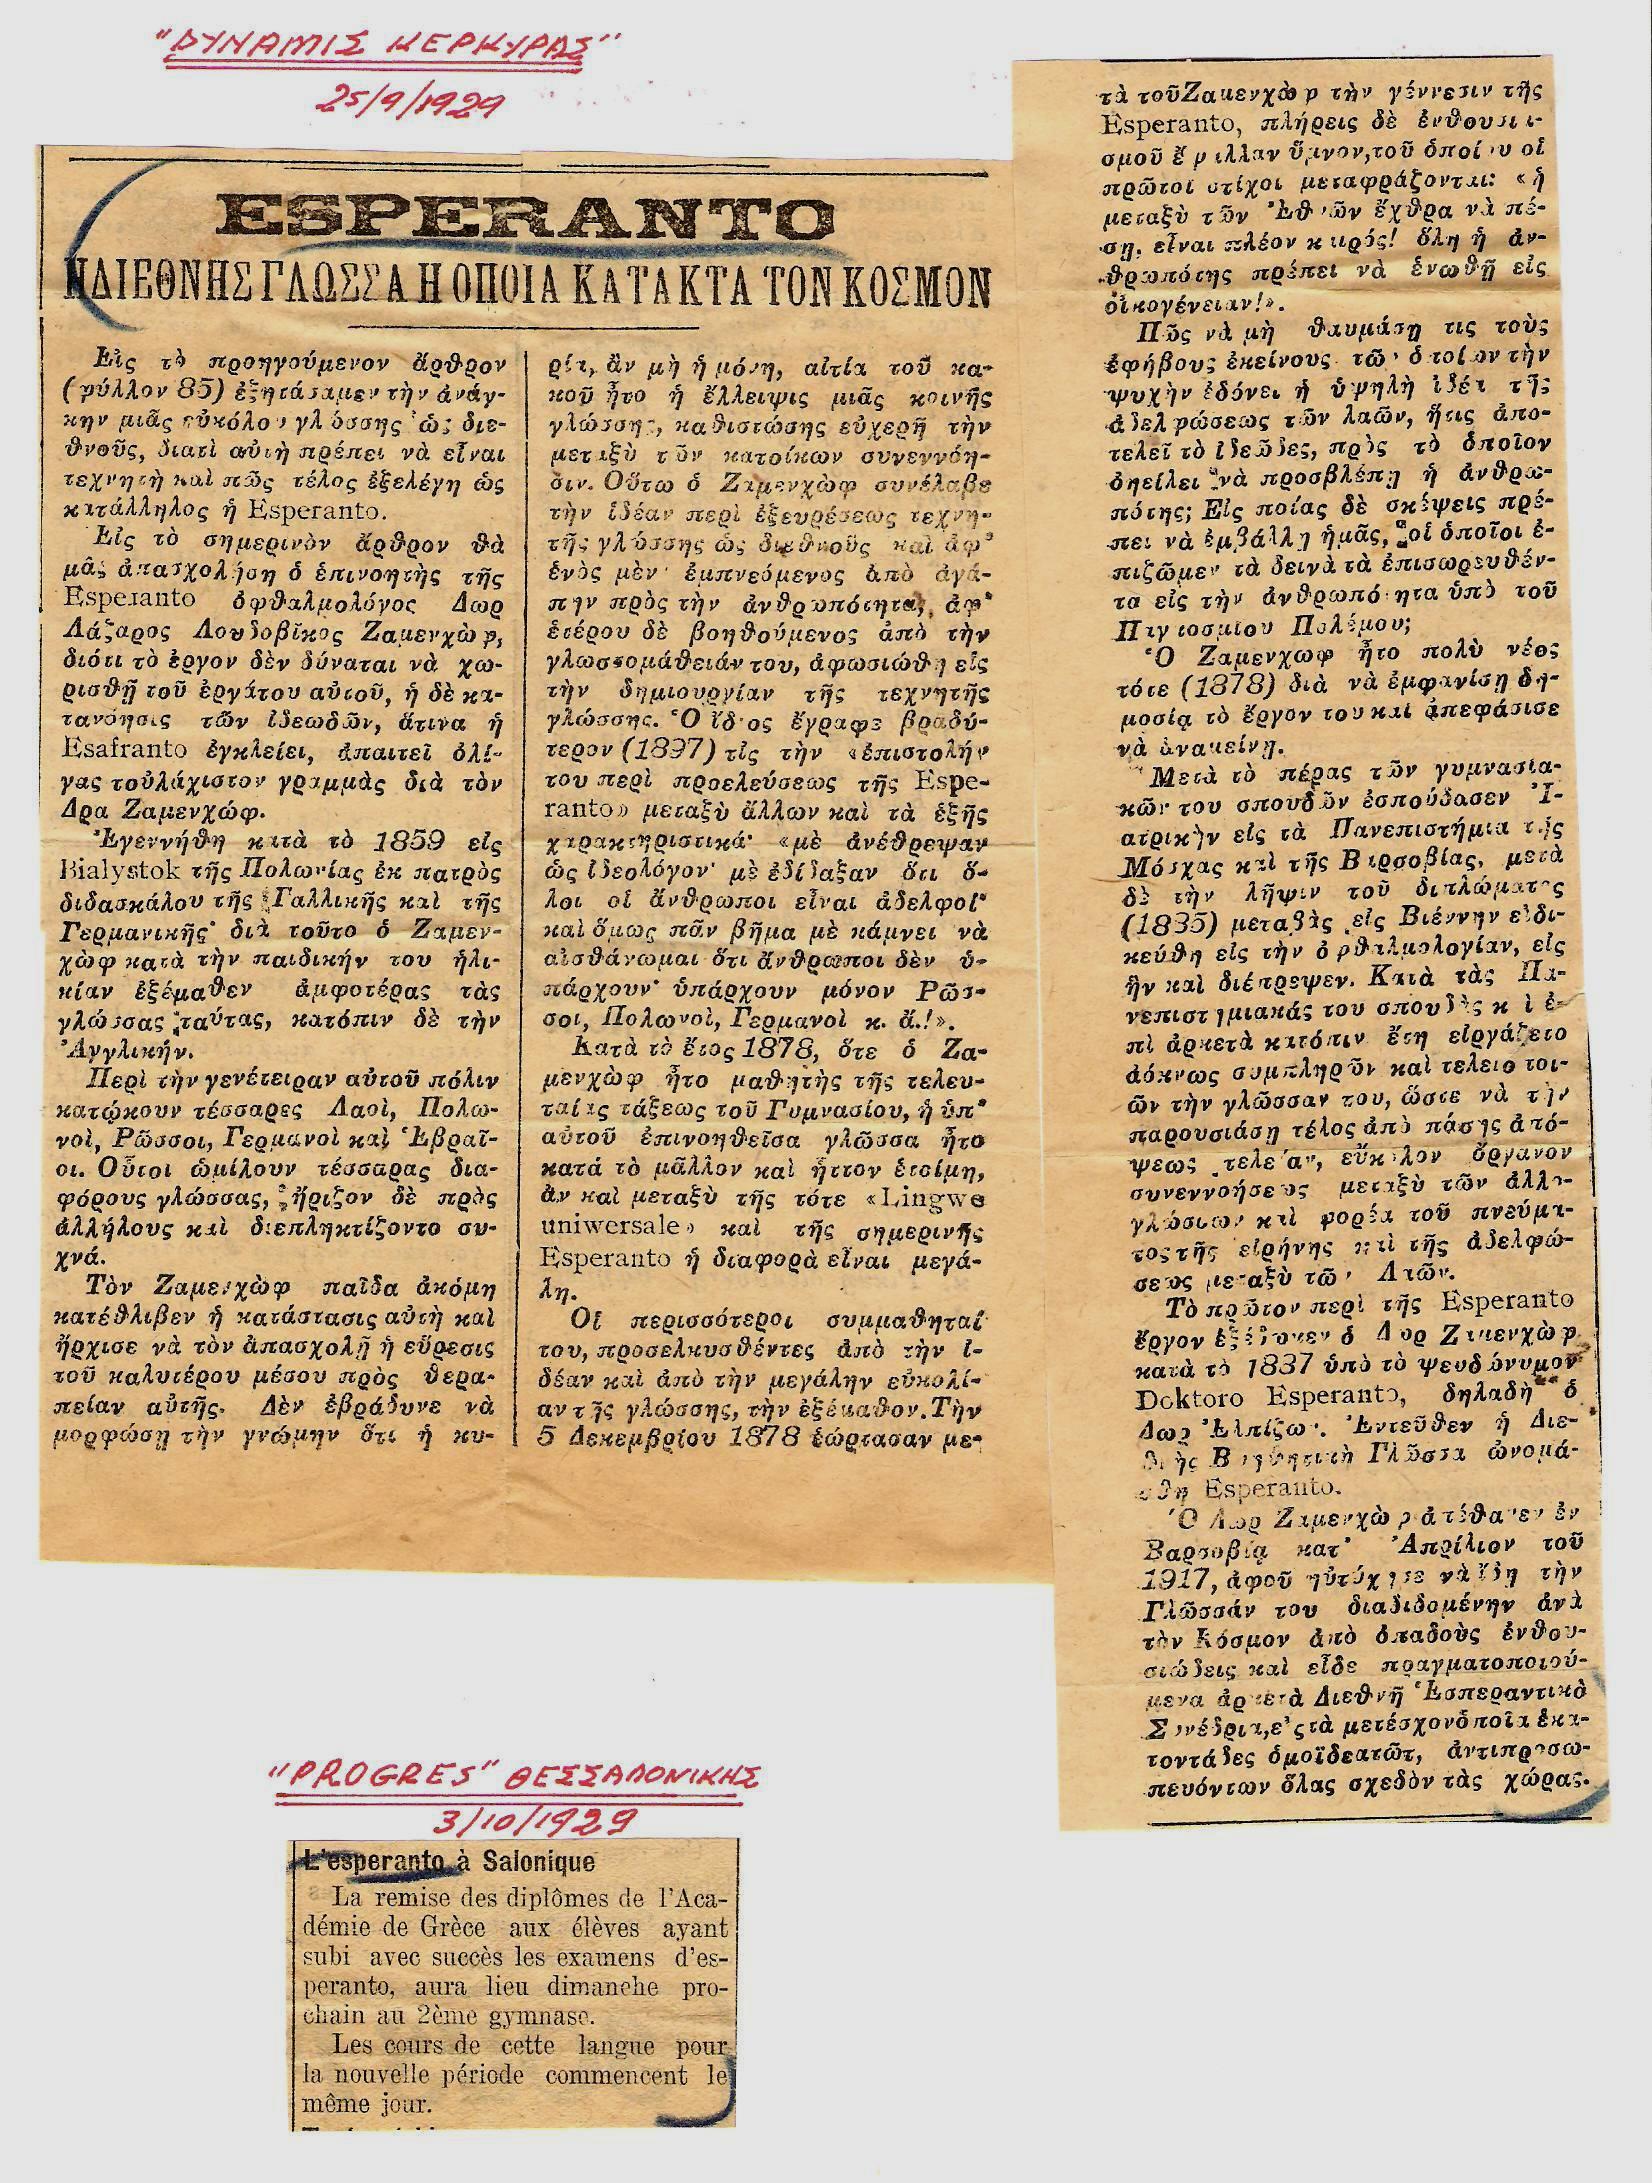 "ΔΥΝΑΜΙΣ ΚΕΡΚΥΡΑΣ"
25/9/1929
ESPERANTO
Η ΔΙΕΘΝΗΣ ΓΛΩΣΣΑ Η ΟΠΟΙΑ ΚΑΤΑΚΤΑ ΤΟΝ ΚΟΣΜΟΝ
Εἰς τὸ προηγούμενον ἄρθρον
(φύλλον 85) ἐξητάσαμεν τὴν ἀνάγ-
κην μιᾶς εὐκόλου γλώσσης ὡς διε-
θνοῦς, διατὶ αὐτὴ πρέπει νὰ εἶναι
τεχνητὴ καὶ πῶς τέλος ἐξελέγη ὡς
κατάλληλος ἡ Esperanto.
Εἰς τὸ σημερινὸν ἄρθρον θὰ
μᾶς ἀπασχολήσῃ ὁ ἐπινοητὴς τῆς
Esperanto ὀφθαλμολόγος Δωρ
Λάζαρος Λουδοβῖκος Ζαμενχὼφ,
διότι τὸ ἔργον δὲν δύναται νὰ χω-
ρισθῇ τοῦ ἐργάτου αὐτοῦ, ἡ δὲ κα-
τανόησις τῶν ἰδεωδῶν, ἅτινα ἡ
Esafranto ἐγκλείει, ἀπαιτεῖ ὀλί-
γας τοὐλάχιστον γραμμὰς διὰ τὸν
Δρα Ζαμενχώφ.
Ἐγεννήθη κατὰ τὸ 1859 εἰς
Bialystok τῆς Πολωνίας ἐκ πατρὸς
διδασκάλου τῆς Γαλλικῆς καὶ τῆς
Γερμανικῆς· διὰ τοῦτο ὁ Ζαμεν-
χὼφ κατὰ τὴν παιδικήν του ἡλι-
κίαν ἐξέμαθεν ἀμφοτέρας τὰς
γλώσσας ταύτας, κατόπιν δὲ τὴν
Ἀγγλικήν.
Περὶ τὴν γενέτειραν αὐτοῦ πόλιν
κατῴκουν τέσσαρες Λαοὶ, Πολω-
νοὶ, Ρῶσσοι, Γερμανοὶ καὶ Ἑβραῖ-
οι. Οὗτοι ὡμίλουν τέσσαρας δια-
φόρους γλώσσας, ἤριζον δὲ πρὸς
ἀλλήλους καὶ διεπληκτίζοντο συ-
χνά.
Τὸν Ζαμενχὼφ παῖδα ἀκόμη
κατέθλιβεν ἡ κατάστασις αὐτὴ καὶ
ἤρχισε νὰ τὸν ἀπασχολῇ ἡ εὕρεσις
τοῦ καλυτέρου μέσου πρὸς θερα-
πείαν αὐτῆς. Δὲν ἐβράδυνε νὰ
μορφώσῃ τὴν γνώμην ὅτι ἡ κυ-
ρία, ἂν μὴ ἡ μόνη, αἰτία τοῦ κα-
κοῦ ἦτο ἡ ἔλλειψις μιᾶς κοινῆς
γλώσσης, καθιστώσης εὐχερῆ τὴν
μεταξὺ τῶν κατοίκων συνεννόη-
σιν. Οὕτω ὁ Ζαμενχὼφ συνέλαβε
τὴν ἰδέαν περὶ ἐξευρέσεως τεχνη-
τῆς γλώσσης ὡς διεθνοῦς καὶ ἀφ'
ἑνὸς μὲν ἐμπνεόμενος ἀπὸ ἀγά-
πην πρὸς τὴν ἀνθρωπότητα, ἀφ'
ἑτέρου δὲ βοηθούμενος ἀπὸ τὴν
γλωσσομάθειάν του, ἀφωσιώθη εἰς
τὴν δημιουργίαν τῆς τεχνητῆς
γλώσσης. Ὁ ἴδιος ἔγραφε βραδύ-
τερον (1897) εἰς τὴν «ἐπιστολήν
του περὶ προελεύσεως τῆς Espe-
ranto» μεταξὺ ἄλλων καὶ τὰ ἑξῆς
χαρακτηριστικά· «μὲ ἀνέθρεψαν
ὡς ἰδεολόγον· μὲ ἐδίδαξαν ὅτι ὅ-
λοι οἱ ἄνθρωποι εἶναι ἀδελφοί·
καὶ ὅμως πᾶν βῆμα μὲ κάμνει νὰ
αἰσθάνωμαι ὅτι ἄνθρωποι δὲν ὑ-
πάρχουν· ὑπάρχουν μόνον Ρῶσ-
σοι, Πολωνοὶ, Γερμανοὶ κ. ἄ.!».
Κατὰ τὸ ἔτος 1878, ὅτε ὁ Ζα-
μενχὼφ ἦτο μαθητὴς τῆς τελευ-
ταίας τάξεως τοῦ Γυμνασίου, ἡ ὑπ'
αὐτοῦ ἐπινοηθεῖσα γλῶσσα ἦτο
κατὰ τὸ μᾶλλον καὶ ἧττον ἑτοίμη,
ἂν καὶ μεταξὺ τῆς τότε «Lingwe
uniwersale» καὶ τῆς σημερινῆς
Esperanto ἡ διαφορὰ εἶναι μεγά-
λη.
Οἱ περισσότεροι συμμαθηταί
του, προσελκυσθέντες ἀπὸ τὴν ἰ-
δέαν καὶ ἀπὸ τὴν μεγάλην εὐκολί-
αν τῆς γλώσσης, τὴν ἐξέμαθον. Τὴν
5 Δεκεμβρίου 1878 ἑώρτασαν με-
τὰ τοῦ Ζαμενχὼφ τὴν γέννεσιν τῆς
Esperanto, πλήρεις δὲ ἐνθουσια-
σμοῦ ἔψαλλαν ὕμνον, τοῦ ὁποίου οἱ
πρῶτοι στίχοι μεταφράζονται: «ἡ
μεταξὺ τῶν Ἐθνῶν ἔχθρα νὰ πέ-
σῃ, εἶναι πλέον καιρός! ὅλη ἡ ἀν-
θρωπότης πρέπει νὰ ἑνωθῇ εἰς
οἰκογένειαν!».
Πῶς νὰ μὴ θαυμάσῃ τις τοὺς
ἐφήβους ἐκείνους τῶν ὁποίων τὴν
ψυχὴν ἐδόνει ἡ ὑψηλὴ ἰδέα τῆς
ἀδελφώσεως τῶν λαῶν, ἥτις ἀπο-
τελεῖ τὸ ἰδεῶδες, πρὸς τὸ ὁποῖον
ὀηείλει νὰ προσβλέπῃ ἡ ἀνθρω-
πότης; Εἰς ποίας δὲ σκέψεις πρέ-
πει νὰ ἐμβάλλῃ ἡμᾶς, οἱ ὁποῖοι ἐ-
πιζῶμεν τὰ δεινὰ τὰ ἐπισωρευθέν-
τα εἰς τὴν ἀνθρωπότητα ὑπὸ τοῦ
Παγκοσμίου Πολέμου;
Ὁ Ζαμενχωφ ἦτο πολὺ νέος
τότε (1878) διὰ νὰ ἐμφανίσῃ δη-
μοσίᾳ τὸ ἔργον του καὶ ἀπεφάσισε
νὰ ἀναμείνῃ.
Μετὰ τὸ πέρας τῶν γυμνασια-
κῶν του σπουδῶν ἐσπούδασεν Ἰ-
ατρικὴν εἰς τὰ Πανεπιστήμια τῆς
Μόσχας καὶ τῆς Βαρσοβίας, μετὰ
δὲ τὴν λῆψιν τοῦ διπλώματος
(1835) μεταβὰς εἰς Βιέννην εἰδι-
κεύθη εἰς τὴν ὀφθαλμολογίαν, εἰς
ἣν καὶ διέπρεψεν. Κατὰ τὰς Πα-
νεπιστημιακάς του σπουδὰς καὶ ἐ-
πὶ ἀρκετὰ κατόπιν ἔτη εἰργάζετο
ἀόκνως συμπληρῶν καὶ τελειοποι-
ῶν τὴν γλῶσσαν του, ὥστε νὰ τὴν
παρουσιάσῃ τέλος ἀπὸ πάσης ἀπό-
ψεως τελείαν, εὔκολον ὄργανον
συνεννοήσεως μεταξὺ τῶν ἀλλο-
γλώσσων καὶ φορέα τοῦ πνεύμα-
τος τῆς εἰρήνης καὶ τῆς ἀδελφώ-
σεως μεταξὺ τῶν Λαῶν.
Τὸ πρῶτον περὶ τῆς Esperanto
ἔργον ἐξέδωκεν ὁ Δωρ Ζαμενχὼφ
κατὰ τὸ 1837 ὑπὸ τὸ ψευδώνυμον
Doktoro Esperanto, δηλαδὴ ὁ
Δωρ Ἐλπίζων. Ἐντεῦθεν ἡ Διε-
θνὴς Βοηθητικὴ Γλῶσσα ὠνομά-
σθη Esperanto.
Ὁ Δωρ Ζαμενχὼφ ἀπέθανεν ἐν
Βαρσοβίᾳ κατ' Ἀπρίλιον τοῦ
1917, ἀφοῦ ηὐτύχησε νὰ ἴδῃ τὴν
Γλῶσσάν του διαδιδομένην ἀνὰ
τὸν Κόσμον ἀπὸ ὀπαδοὺς ἐνθου-
σιώδεις καὶ εἶδε πραγματοποιού-
μενα ἀρκετὰ Διεθνῆ Ἐσπεραντικὰ
Συνέδρια, εἰς τὰ μετέσχον ὁποῖα ἑκα-
τοντάδες ὁμοϊδεατῶτ, ἀντιπροσω-
πευόντων ὅλας σχεδὸν τὰς χώρας.
"PROGRES" ΘΕΣΣΑΛΟΝΙΚΗΣ
3/10/1929
L'esperanto à Salonique
La remise des diplômes de l'Aca-
démie de Grèce aux élèves ayant
subi avec succès les examens d'es-
peranto, aura lieu dimanche pro-
chain au 2ème gymnase.
Les cours de cette langue pour
la nouvelle période commencent le
même jour.